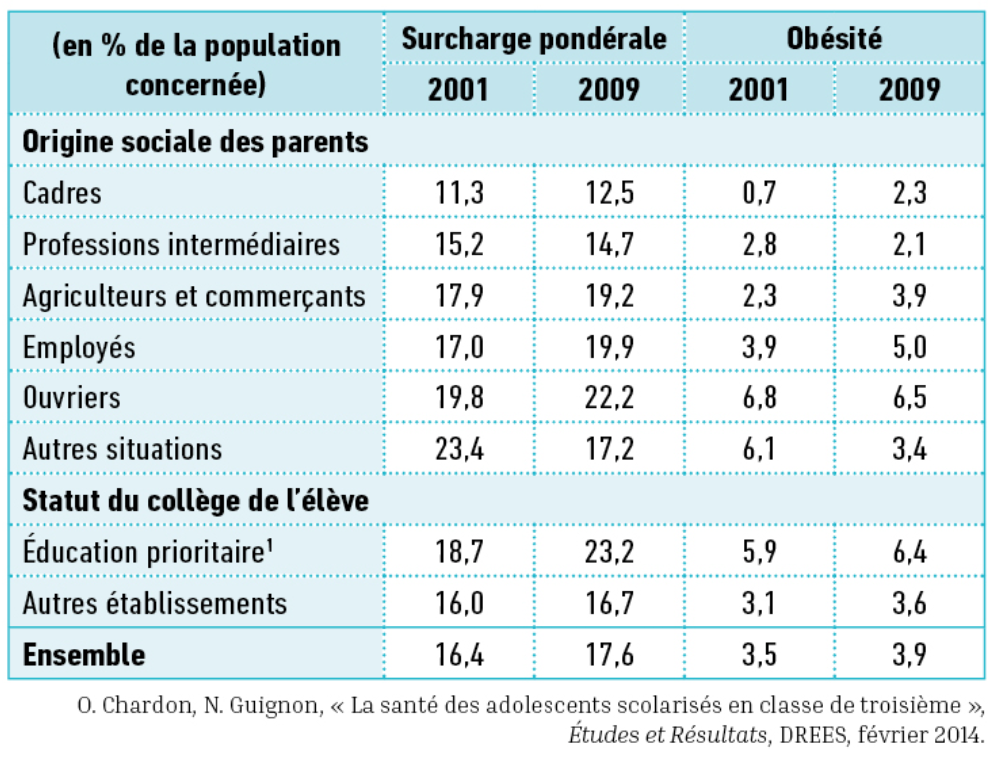 (en % de la population concernée) Surcharge pondérale Obésité
2001 2009 2001 2009
Origine sociale des parents
Cadres 11,3 12,5 0,7 2,3
Professions intermédiaires 15,2 14,7 2,8 2,1
Agriculteurs et commerçants 17,9 19,2 2,3 3,9
Employés 17,0 19,9 3,9 5,0
Ouvriers 19,8 22,2 6,8 6,5
Autres situations 23,4 17,2 6,1 3,4
Statut du collège de l'élève
Éducation prioritaire¹ 18,7 23,2 5,9 6,4
Autres établissements 16,0 16,7 3,1 3,6
Ensemble 16,4 17,6 3,5 3,9
O. Chardon, N. Guignon, « La santé des adolescents scolarisés en classe de troisième »,
Études et Résultats, DREES, février 2014.